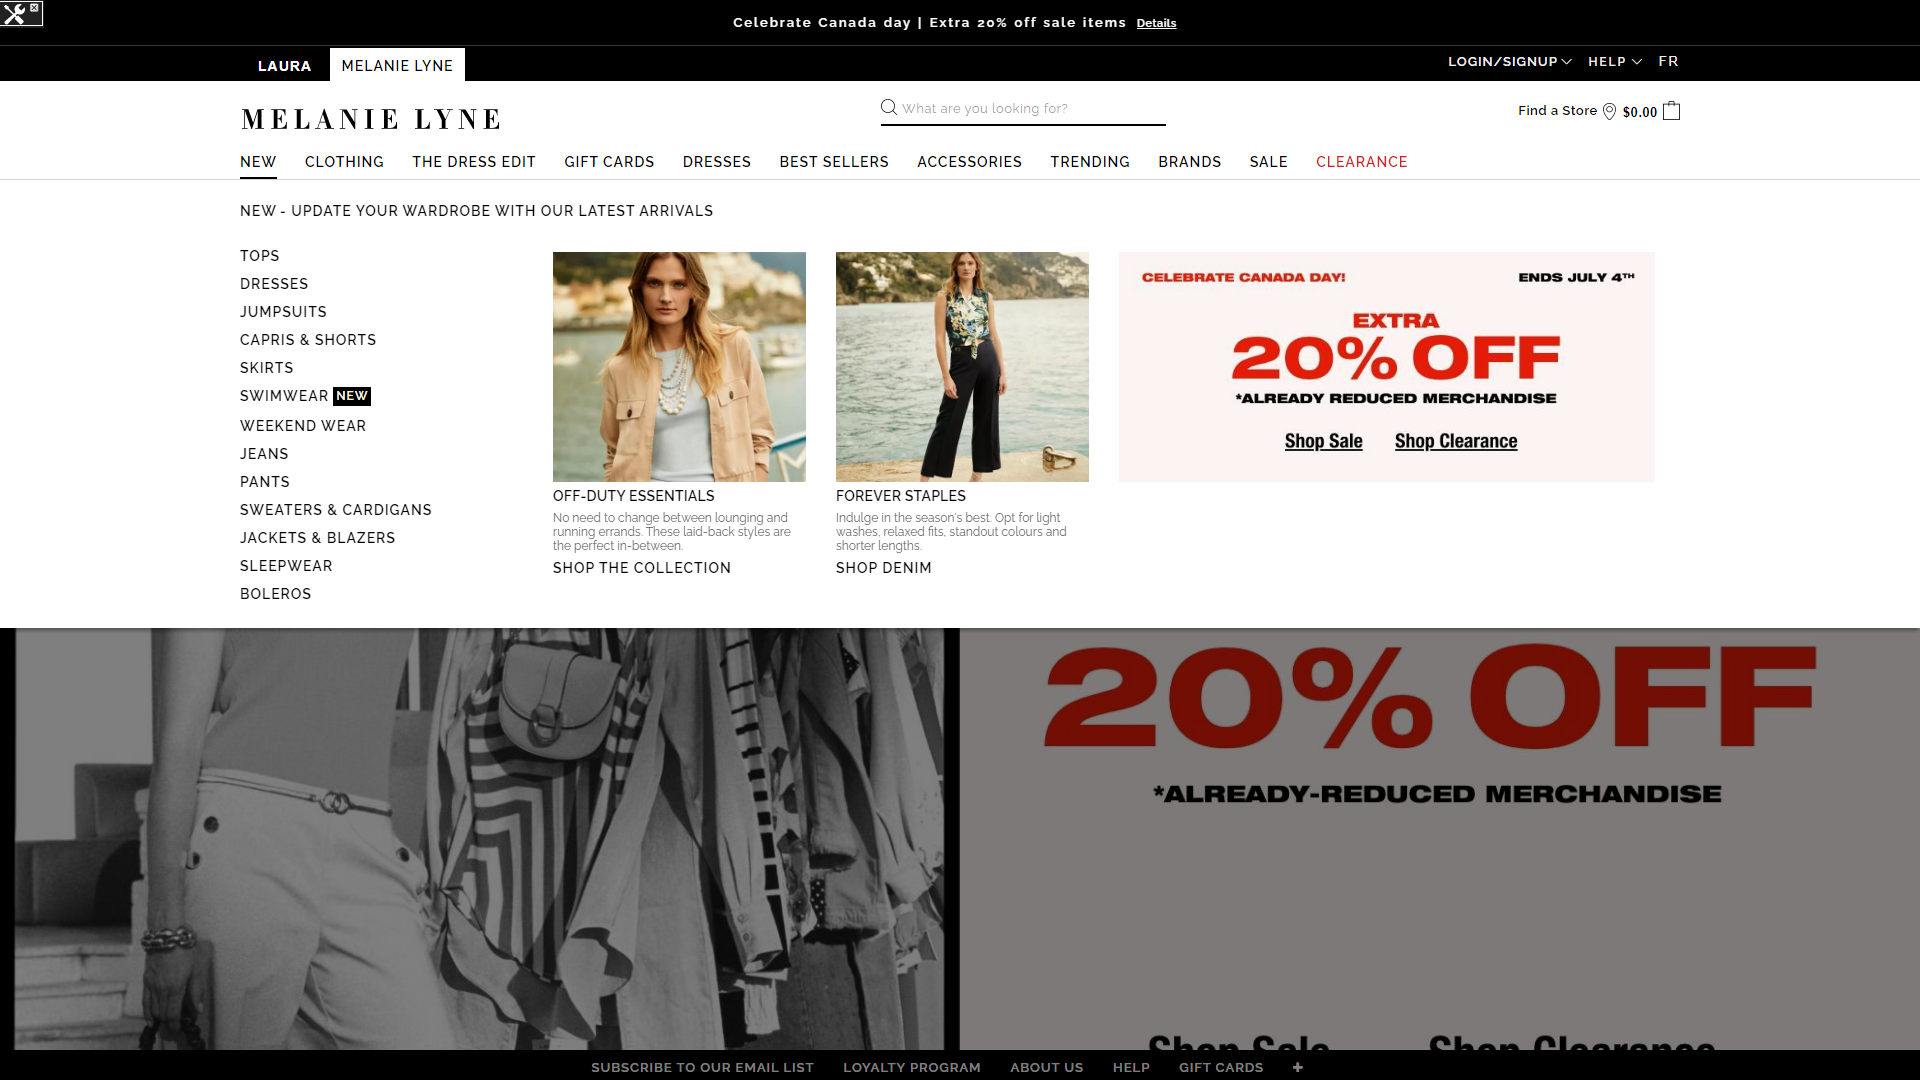 Celebrate Canada day | Extra 20% off sale items Details
LAURA
MELANIE LYNE
LOGIN/SIGNUP
HELP
FR
MELANIE LYNE
What are you looking for?
Find a Store
$0.00
NEW
CLOTHING
THE DRESS EDIT
GIFT CARDS
DRESSES
BEST SELLERS
ACCESSORIES
TRENDING
BRANDS
SALE
CLEARANCE
NEW - UPDATE YOUR WARDROBE WITH OUR LATEST ARRIVALS
TOPS
DRESSES
JUMPSUITS
CAPRIS & SHORTS
SKIRTS
SWIMWEAR NEW
WEEKEND WEAR
JEANS
PANTS
SWEATERS & CARDIGANS
JACKETS & BLAZERS
SLEEPWEAR
BOLEROS
OFF-DUTY ESSENTIALS
No need to change between lounging and
running errands. These laid-back styles are
the perfect in-between.
SHOP THE COLLECTION
FOREVER STAPLES
Indulge in the season's best. Opt for light
washes, relaxed fits, standout colours and
shorter lengths.
SHOP DENIM
CELEBRATE CANADA DAY!
ENDS JULY 4TH
EXTRA
20% OFF
*ALREADY REDUCED MERCHANDISE
Shop Sale
Shop Clearance
20% OFF
*ALREADY-REDUCED MERCHANDISE
Shop Sale
Shop Clearance
SUBSCRIBE TO OUR EMAIL LIST
LOYALTY PROGRAM
ABOUT US
HELP
GIFT CARDS
+